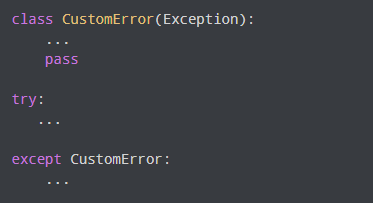 class CustomError(Exception):
    ...
    pass

try:
   ...

except CustomError:
    ...